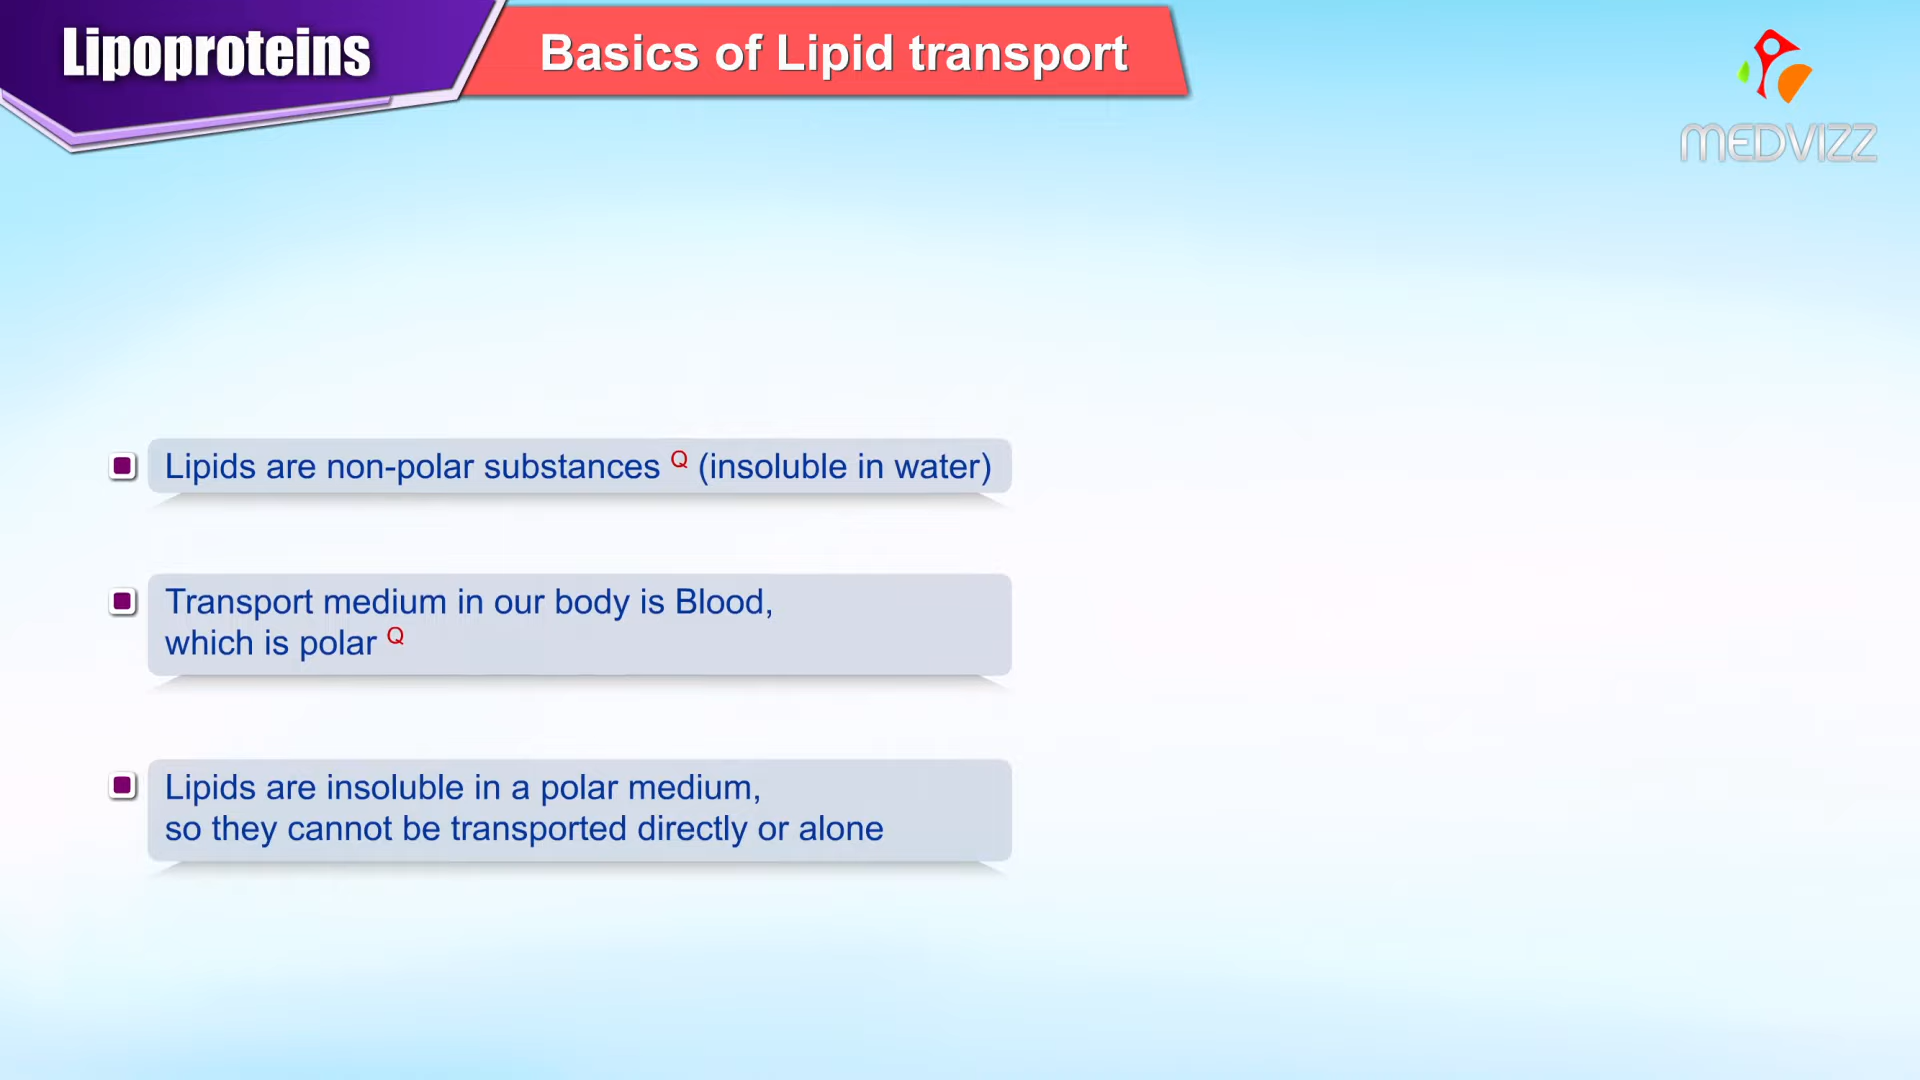 Lipoproteins
Basics of Lipid transport
MEDVIZZ
Lipids are non-polar substances Q (insoluble in water)
Transport medium in our body is Blood,
which is polar Q
Lipids are insoluble in a polar medium,
so they cannot be transported directly or alone